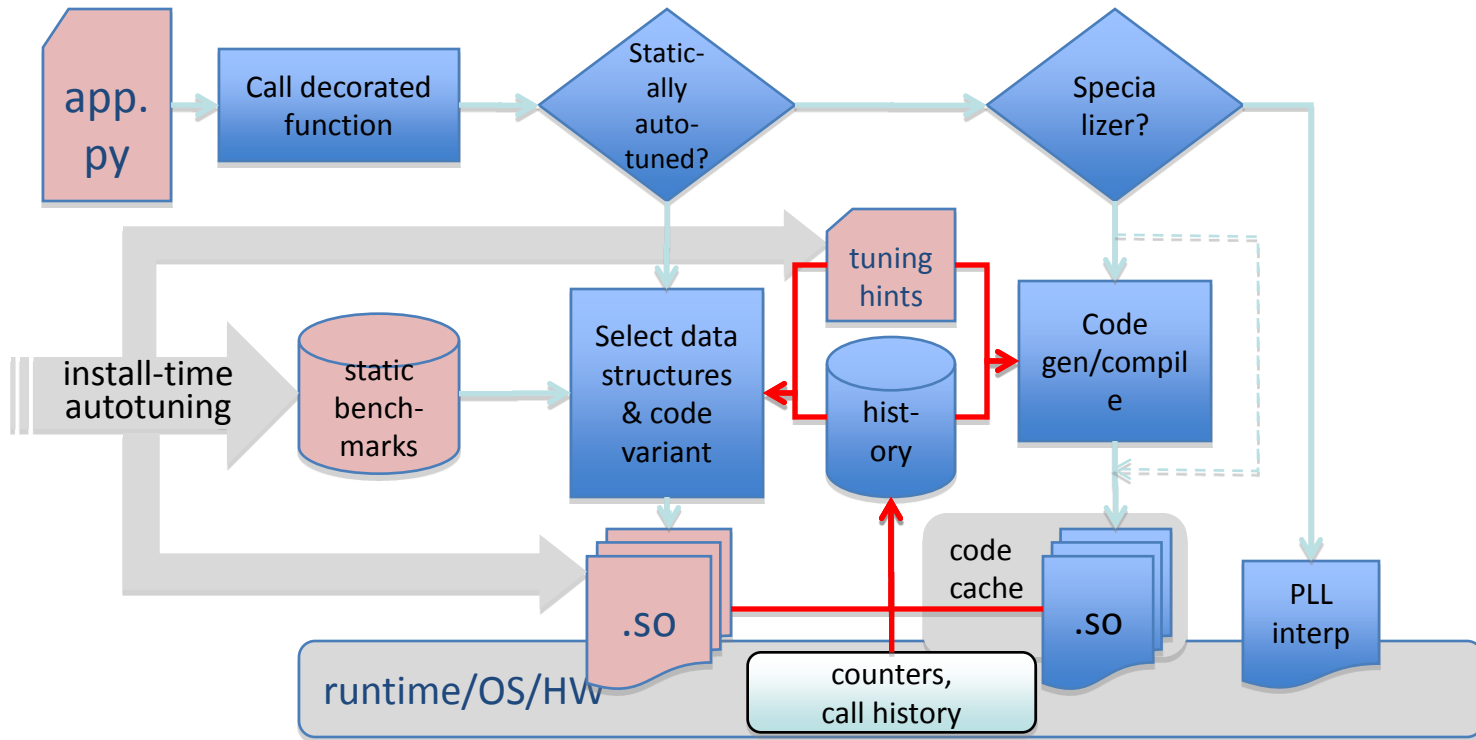 app.
py
Call decorated
function
Static-
ally
auto-
tuned?
Specia
lizer?
tuning
hints
install-time
autotuning
static
bench-
marks
Select data
structures
& code
variant
hist-
ory
Code
gen/compil
e
.so
code
cache
.so
PLL
interp
runtime/OS/HW
counters,
call history